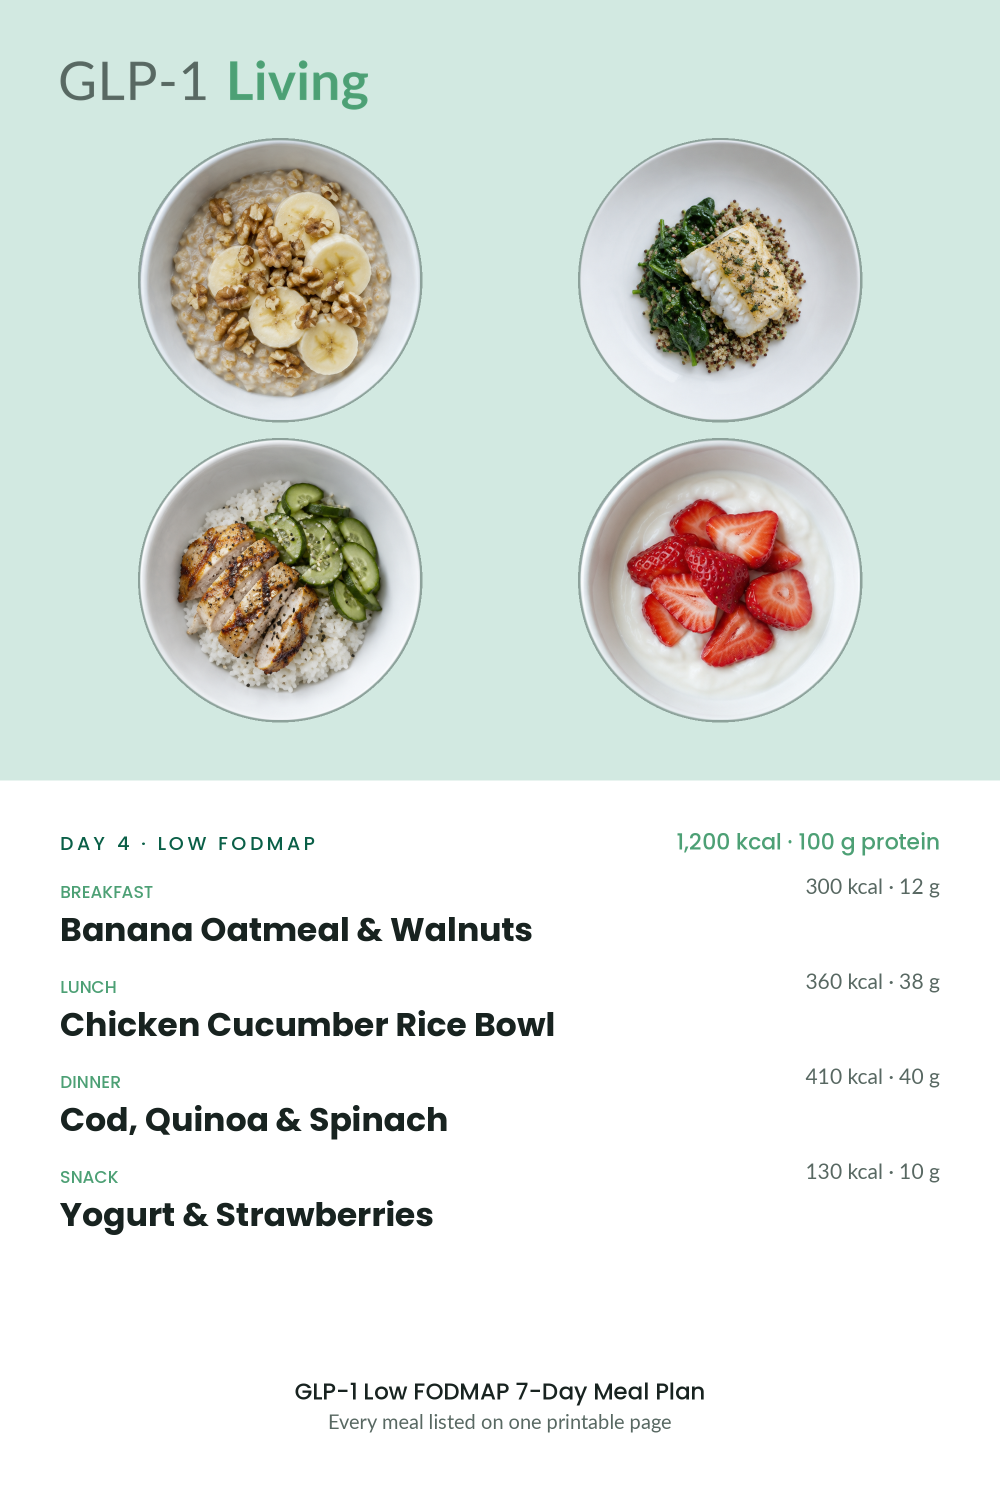 GLP-1 Living
DAY 4 · LOW FODMAP
1,200 kcal · 100 g protein
BREAKFAST
300 kcal · 12 g
Banana Oatmeal & Walnuts
LUNCH
360 kcal · 38 g
Chicken Cucumber Rice Bowl
DINNER
410 kcal · 40 g
Cod, Quinoa & Spinach
SNACK
130 kcal · 10 g
Yogurt & Strawberries
GLP-1 Low FODMAP 7-Day Meal Plan
Every meal listed on one printable page